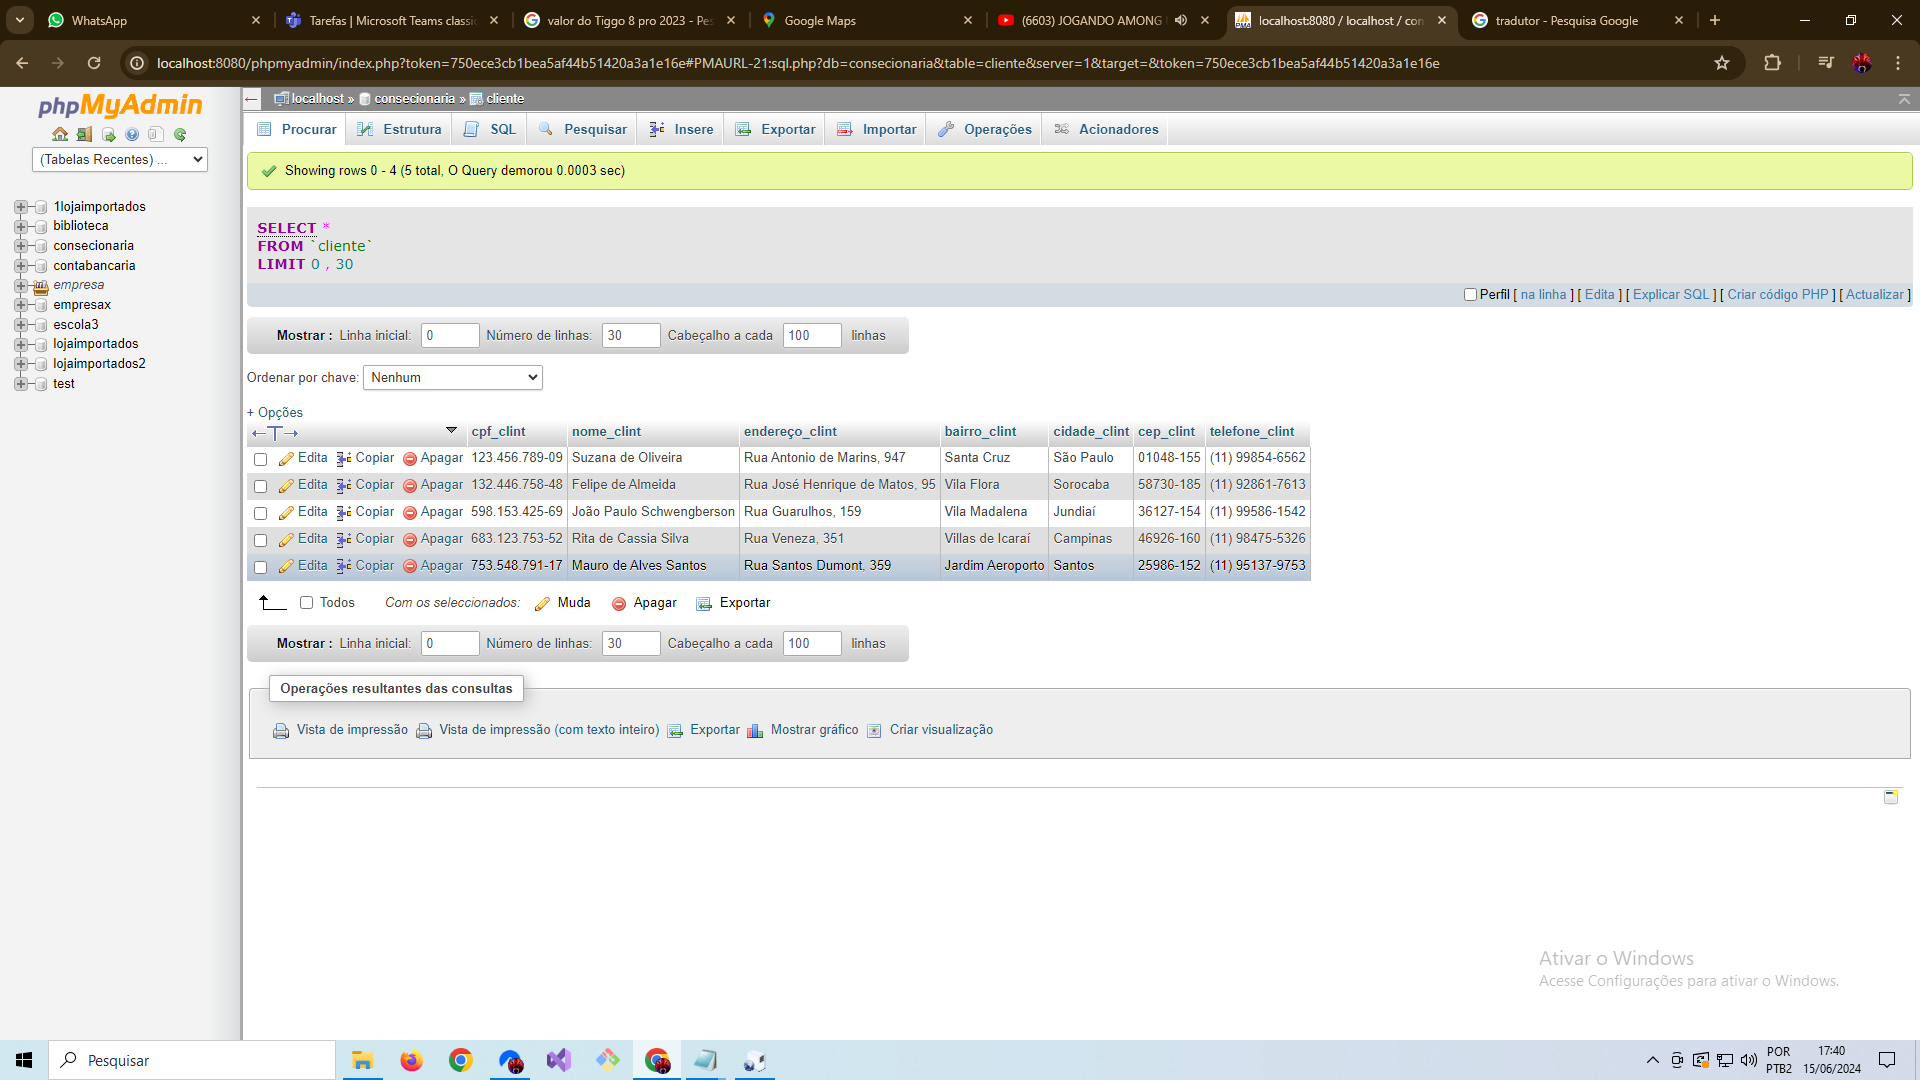 WhatsApp
Tarefas | Microsoft Teams classic
valor do Tiggo 8 pro 2023 - Pes
Google Maps
(6603) JOGANDO AMONG
localhost:8080 / localhost / con
tradutor - Pesquisa Google
localhost:8080/phpmyadmin/index.php?token=750ece3cb1bea5af44b51420a3a1e16e#PMAURL-21:sql.php?db=consecionaria&table=cliente&server=1&target=&token=750ece3cb1bea5af44b51420a3a1e16e
phpMyAdmin
(Tabelas Recentes) ...
1lojaimportados
biblioteca
consecionaria
contabancaria
empresa
empresax
escola3
lojaimportados
lojaimportados2
test
localhost » consecionaria » cliente
Procurar Estrutura SQL Pesquisar Insere Exportar Importar Operações Acionadores
Showing rows 0 - 4 (5 total, O Query demorou 0.0003 sec)
SELECT *
FROM `cliente`
LIMIT 0 , 30
Perfil [ na linha ] [ Edita ] [ Explicar SQL ] [ Criar código PHP ] [ Actualizar ]
Mostrar : Linha inicial: 0 Número de linhas: 30 Cabeçalho a cada 100 linhas
Ordenar por chave: Nenhum
+ Opções
←T→ cpf_clint nome_clint endereço_clint bairro_clint cidade_clint cep_clint telefone_clint
Edita Copiar Apagar 123.456.789-09 Suzana de Oliveira Rua Antonio de Marins, 947 Santa Cruz São Paulo 01048-155 (11) 99854-6562
Edita Copiar Apagar 132.446.758-48 Felipe de Almeida Rua José Henrique de Matos, 95 Vila Flora Sorocaba 58730-185 (11) 92861-7613
Edita Copiar Apagar 598.153.425-69 João Paulo Schwengberson Rua Guarulhos, 159 Vila Madalena Jundiaí 36127-154 (11) 99586-1542
Edita Copiar Apagar 683.123.753-52 Rita de Cassia Silva Rua Veneza, 351 Villas de Icaraí Campinas 46926-160 (11) 98475-5326
Edita Copiar Apagar 753.548.791-17 Mauro de Alves Santos Rua Santos Dumont, 359 Jardim Aeroporto Santos 25986-152 (11) 95137-9753
Todos Com os seleccionados: Muda Apagar Exportar
Mostrar : Linha inicial: 0 Número de linhas: 30 Cabeçalho a cada 100 linhas
Operações resultantes das consultas
Vista de impressão Vista de impressão (com texto inteiro) Exportar Mostrar gráfico Criar visualização
Ativar o Windows
Acesse Configurações para ativar o Windows.
Pesquisar
POR
PTB2
17:40
15/06/2024